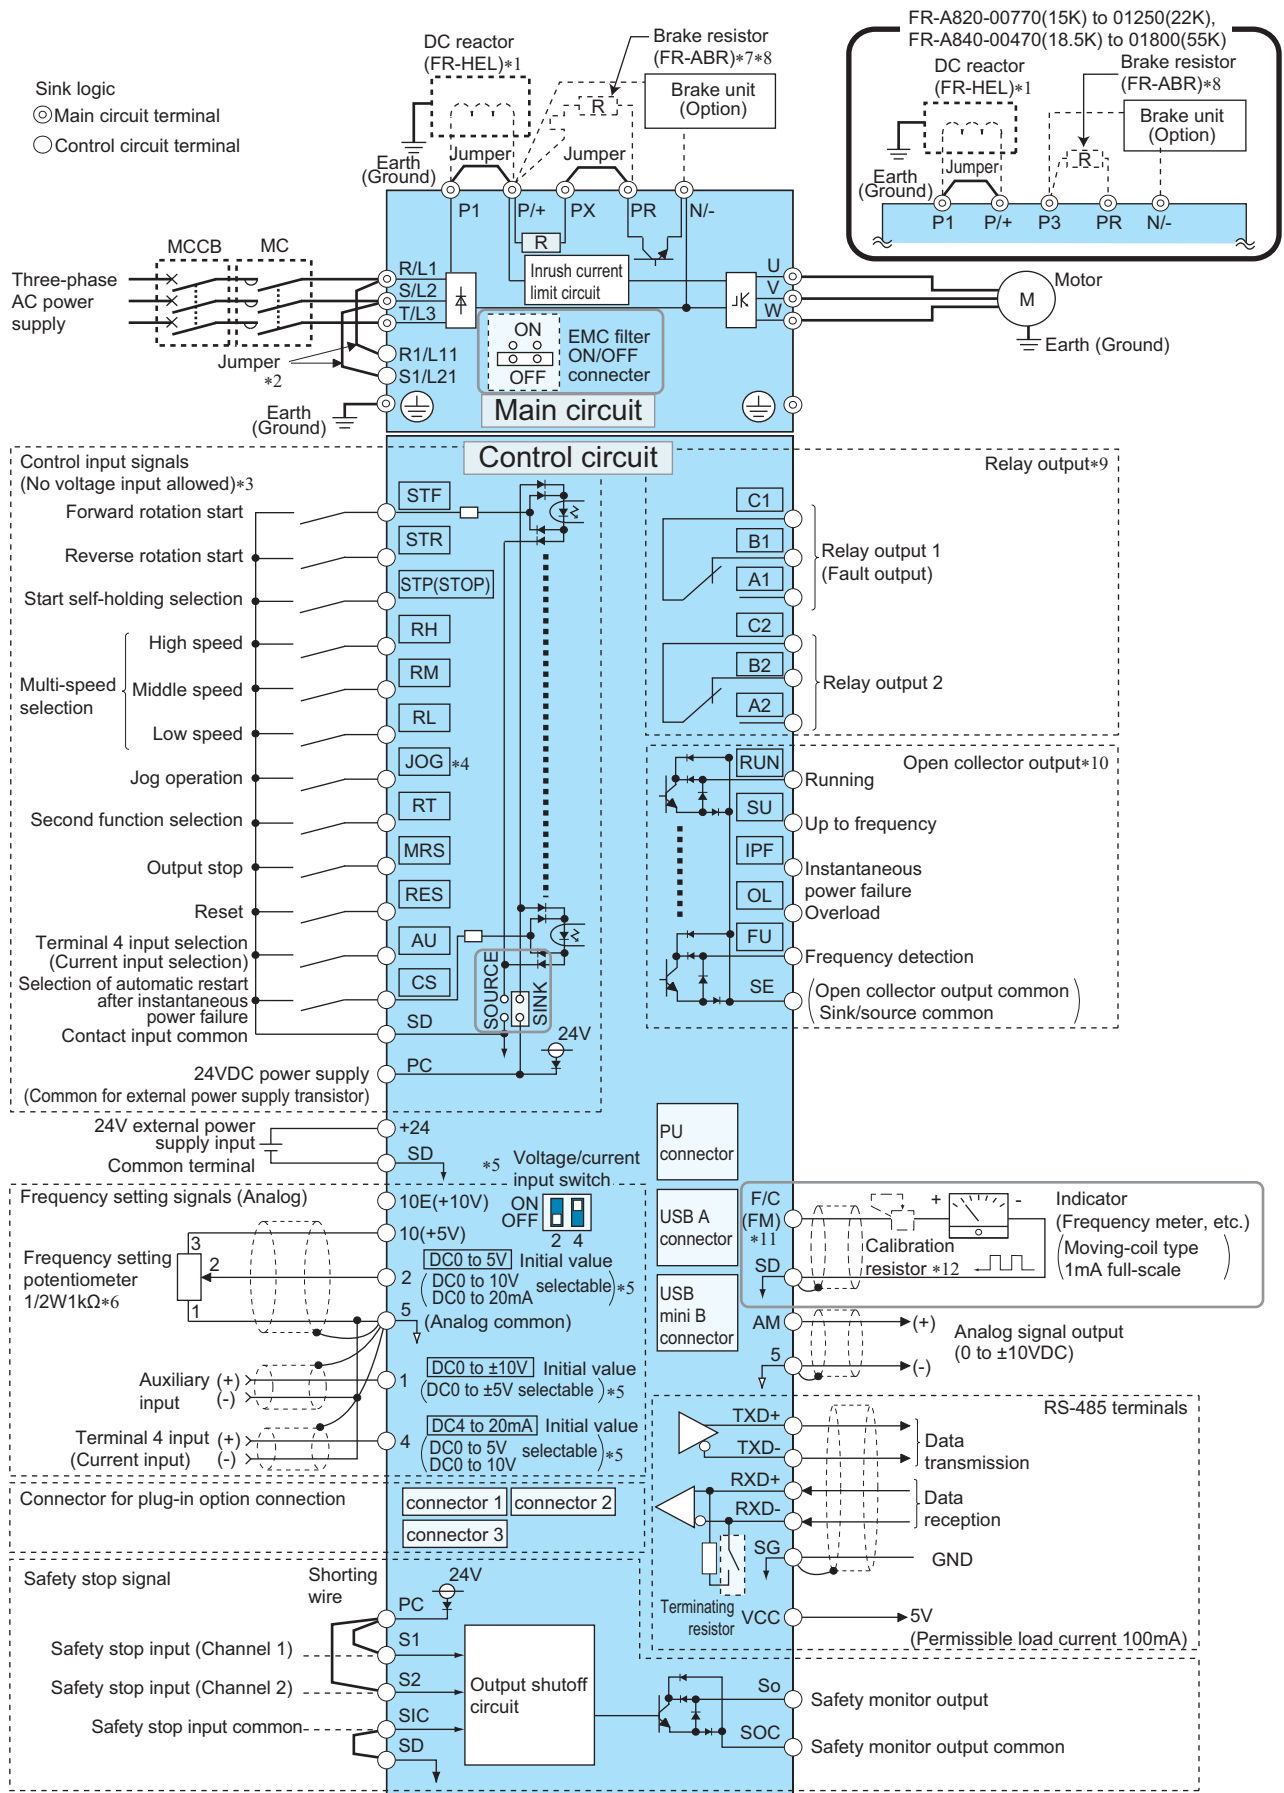 FR-A820-00770(15K) to 01250(22K),
FR-A840-00470(18.5K) to 01800(55K)
DC reactor
(FR-HEL)*1
Brake resistor
(FR-ABR)*8
Brake unit
(Option)
R
Earth
(Ground)
Jumper
P1 P/+ P3 PR N/-
DC reactor
(FR-HEL)*1
Brake resistor
(FR-ABR)*7*8
Brake unit
(Option)
R
Sink logic
Main circuit terminal
Control circuit terminal
Earth
(Ground)
Jumper
Jumper
P1 P/+ PX PR N/-
R
Inrush current
limit circuit
MCCB MC
Three-phase
AC power
supply
R/L1
S/L2
T/L3
R1/L11
S1/L21
Jumper
*2
Earth
(Ground)
ON
OFF
EMC filter
ON/OFF
connecter
Main circuit
U
V
W
Motor
M
Earth (Ground)
Control circuit
Control input signals
(No voltage input allowed)*3
Forward rotation start
STF
Reverse rotation start
STR
Start self-holding selection
STP(STOP)
Multi-speed
selection
High speed
RH
Middle speed
RM
Low speed
RL
Jog operation
JOG *4
Second function selection
RT
Output stop
MRS
Reset
RES
Terminal 4 input selection
(Current input selection)
AU
Selection of automatic restart
after instantaneous
power failure
CS
Contact input common
SD
SOURCE
SINK
24V
24VDC power supply
(Common for external power supply transistor)
PC
Relay output*9
C1
B1
A1
Relay output 1
(Fault output)
C2
B2
A2
Relay output 2
Open collector output*10
RUN
Running
SU
Up to frequency
IPF
Instantaneous
power failure
OL
Overload
FU
Frequency detection
SE
Open collector output common
Sink/source common
24V external power
supply input
+24
Common terminal
SD
*5 Voltage/current
input switch
ON
OFF
2 4
PU
connector
USB A
connector
USB
mini B
connector
Frequency setting signals (Analog)
10E(+10V)
10(+5V)
Frequency setting
potentiometer
1/2W1kΩ*6
3
2
1
2
DC0 to 5V Initial value
DC0 to 10V
DC0 to 20mA
selectable *5
5
(Analog common)
Auxiliary
input
(+)
(-)
1
DC0 to ±10V Initial value
(DC0 to ±5V selectable)*5
Terminal 4 input
(Current input)
(+)
(-)
4
DC4 to 20mA Initial value
DC0 to 5V
DC0 to 10V
selectable *5
F/C
(FM)
*11
SD
Calibration
resistor *12
+ -
Indicator
(Frequency meter, etc.)
Moving-coil type
1mA full-scale
AM
(+)
5
(-)
Analog signal output
(0 to ±10VDC)
RS-485 terminals
TXD+
TXD-
Data
transmission
RXD+
RXD-
Data
reception
SG
GND
Terminating
resistor
VCC
5V
(Permissible load current 100mA)
Connector for plug-in option connection
connector 1 connector 2
connector 3
Safety stop signal
Shorting
wire
24V
PC
Safety stop input (Channel 1)
S1
Safety stop input (Channel 2)
S2
Safety stop input common
SIC
SD
Output shutoff
circuit
So
Safety monitor output
SOC
Safety monitor output common